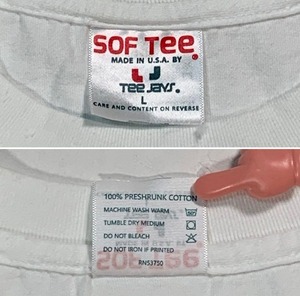 SOF TEE®
MADE IN U.S.A. BY
TEE JAYS®
L
CARE AND CONTENT ON REVERSE
100% PRESHRUNK COTTON
MACHINE WASH WARM
TUMBLE DRY MEDIUM
DO NOT BLEACH
DO NOT IRON IF PRINTED
RN53750